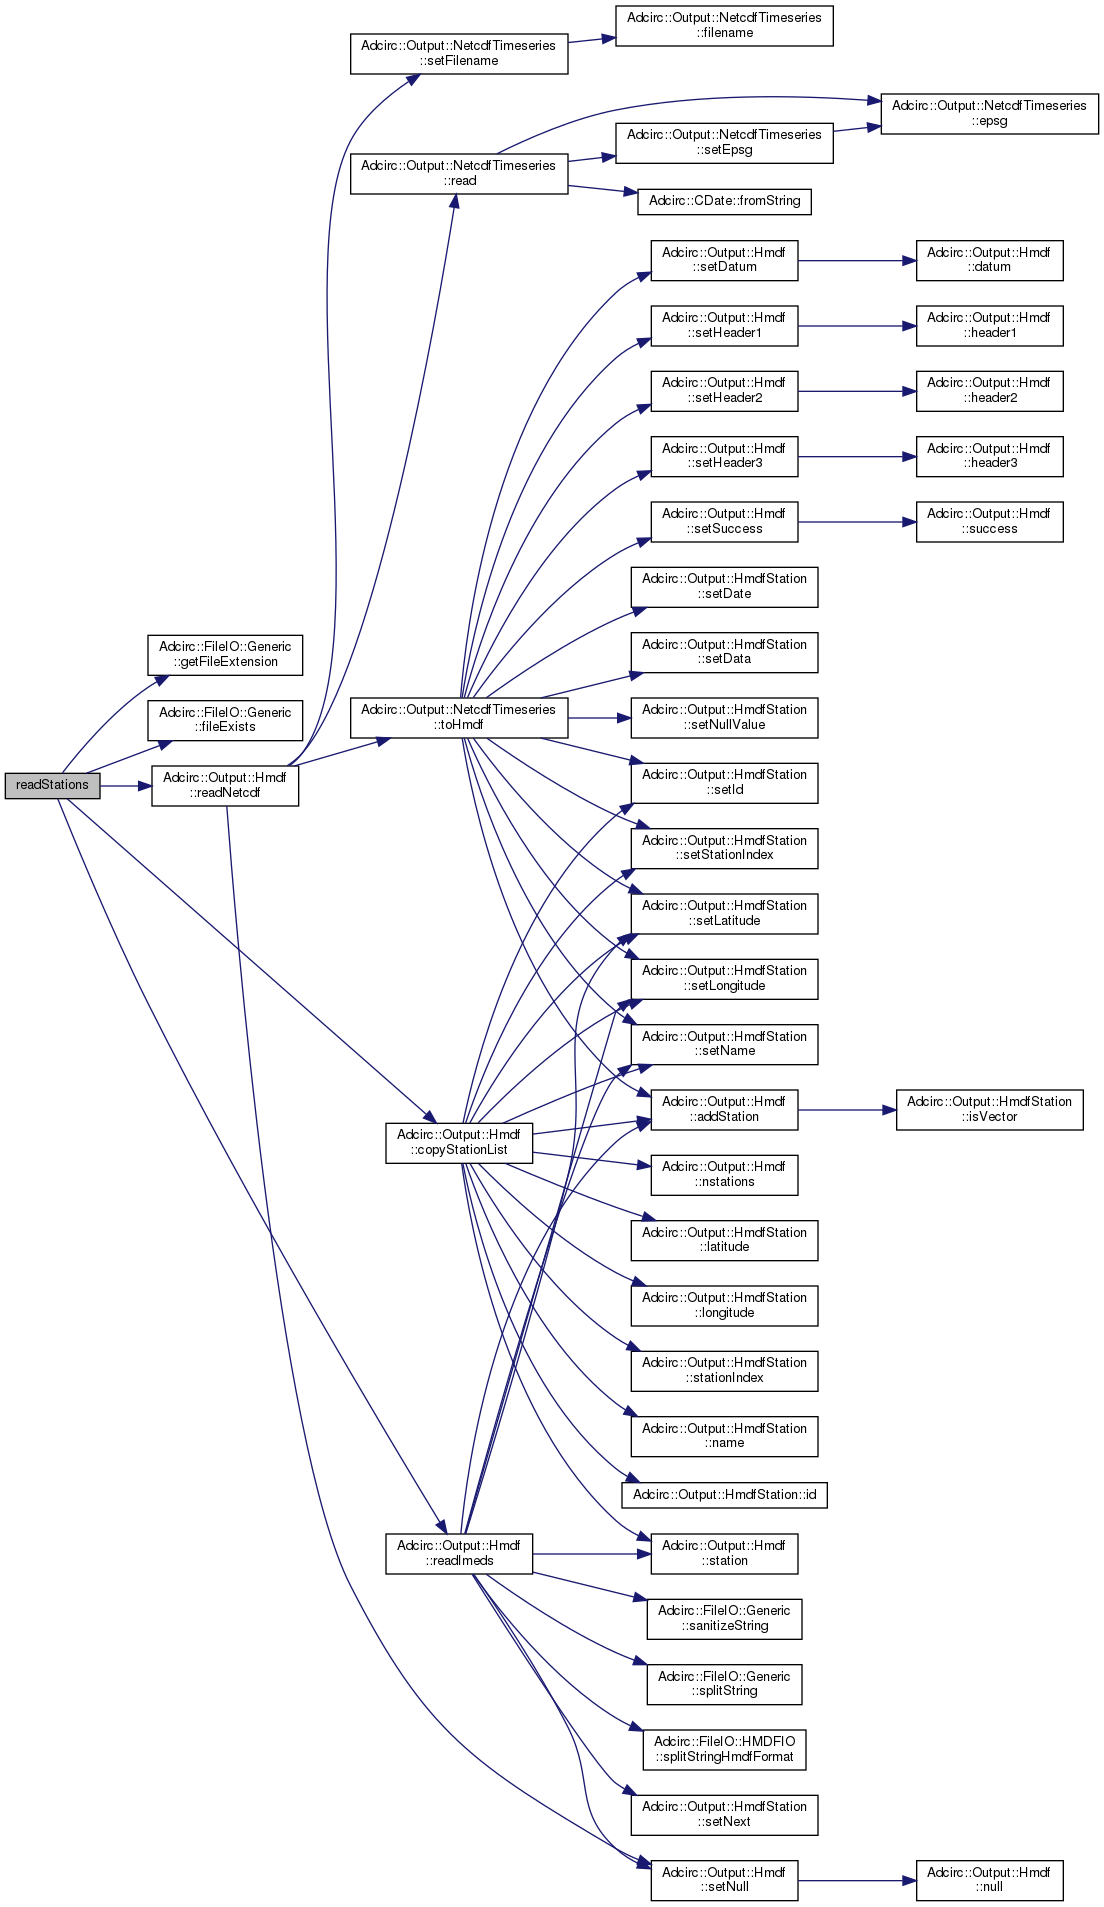 Adcirc::Output::NetcdfTimeseries
::filename
Adcirc::Output::NetcdfTimeseries
::setFilename
Adcirc::Output::NetcdfTimeseries
::epsg
Adcirc::Output::NetcdfTimeseries
::setEpsg
Adcirc::Output::NetcdfTimeseries
::read
Adcirc::CDate::fromString
Adcirc::Output::Hmdf
::setDatum
Adcirc::Output::Hmdf
::datum
Adcirc::Output::Hmdf
::setHeader1
Adcirc::Output::Hmdf
::header1
Adcirc::Output::Hmdf
::setHeader2
Adcirc::Output::Hmdf
::header2
Adcirc::Output::Hmdf
::setHeader3
Adcirc::Output::Hmdf
::header3
Adcirc::Output::Hmdf
::setSuccess
Adcirc::Output::Hmdf
::success
Adcirc::Output::HmdfStation
::setDate
Adcirc::FileIO::Generic
::getFileExtension
Adcirc::Output::HmdfStation
::setData
Adcirc::FileIO::Generic
::fileExists
Adcirc::Output::NetcdfTimeseries
::toHmdf
Adcirc::Output::HmdfStation
::setNullValue
readStations
Adcirc::Output::Hmdf
::readNetcdf
Adcirc::Output::HmdfStation
::setId
Adcirc::Output::HmdfStation
::setStationIndex
Adcirc::Output::HmdfStation
::setLatitude
Adcirc::Output::HmdfStation
::setLongitude
Adcirc::Output::HmdfStation
::setName
Adcirc::Output::Hmdf
::addStation
Adcirc::Output::HmdfStation
::isVector
Adcirc::Output::Hmdf
::copyStationList
Adcirc::Output::Hmdf
::nstations
Adcirc::Output::HmdfStation
::latitude
Adcirc::Output::HmdfStation
::longitude
Adcirc::Output::HmdfStation
::stationIndex
Adcirc::Output::HmdfStation
::name
Adcirc::Output::HmdfStation::id
Adcirc::Output::Hmdf
::readImeds
Adcirc::Output::Hmdf
::station
Adcirc::FileIO::Generic
::sanitizeString
Adcirc::FileIO::Generic
::splitString
Adcirc::FileIO::HMDFIO
::splitStringHmdfFormat
Adcirc::Output::HmdfStation
::setNext
Adcirc::Output::Hmdf
::setNull
Adcirc::Output::Hmdf
::null